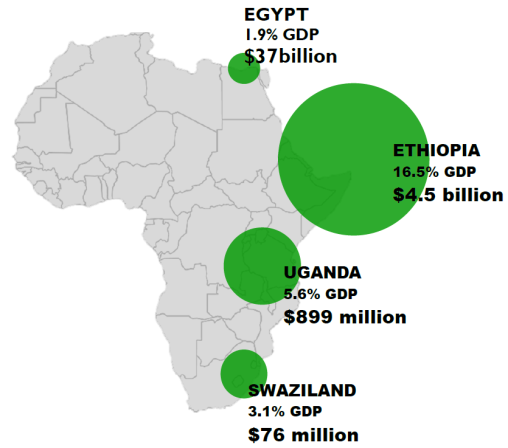 EGYPT
1.9% GDP
$37billion
ETHIOPIA
16.5% GDP
$4.5 billion
UGANDA
5.6% GDP
$899 million
SWAZILAND
3.1% GDP
$76 million